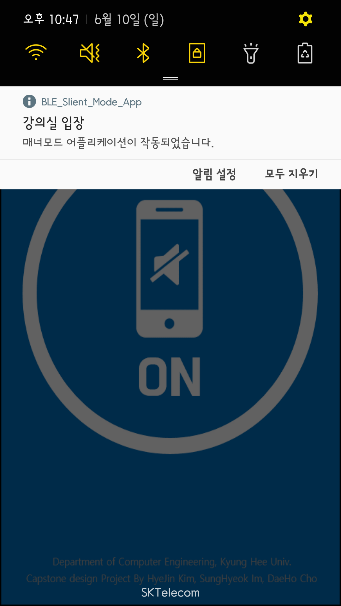 오후 10:47 | 6월 10일 (일)
BLE_Slient_Mode_App
강의실 입장
매너모드 어플리케이션이 작동되었습니다.
알림 설정 모두 지우기
ON
Department of Computer Engineering, Kyung Hee Univ.
Capstone design Project By HyeIin Kim, SungHyeok Im, DaeHo Cho
SKTelecom